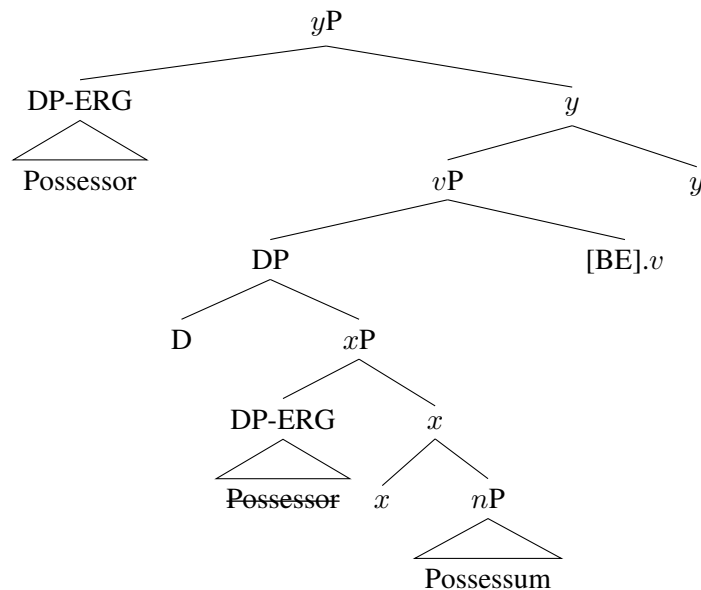 yP
DP-ERG y
Possessor vP y
DP [BE].v
D xP
DP-ERG x
Possessor x nP
Possessum